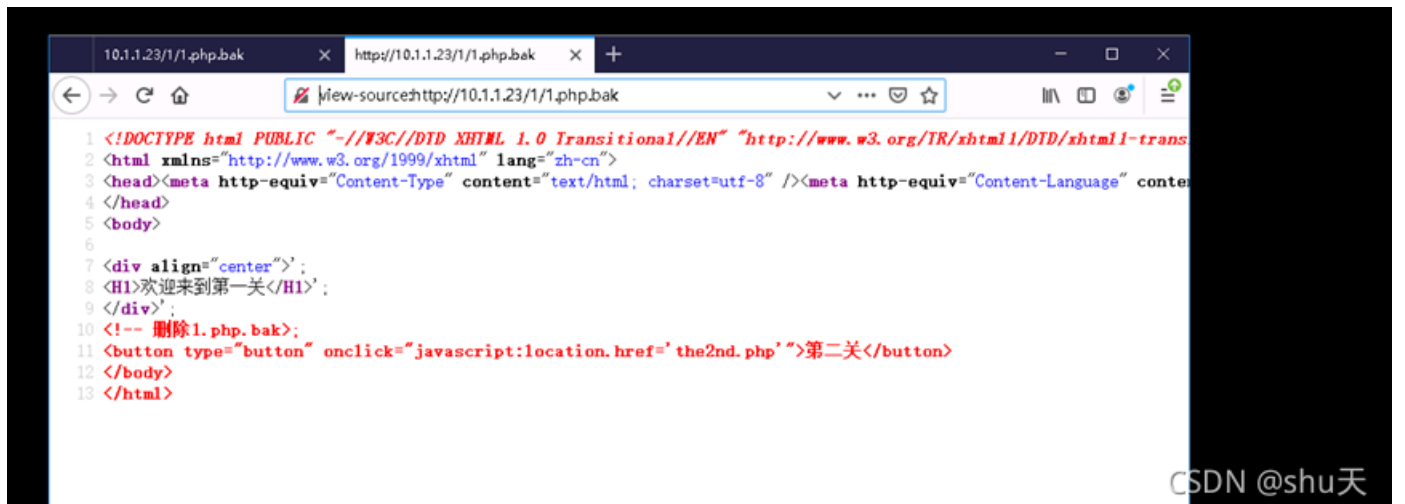 10.1.1.23/1/1.php.bak
http://10.1.1.23/1/1.php.bak
view-source:http://10.1.1.23/1/1.php.bak
1 <!DOCTYPE html PUBLIC "-//W3C//DTD XHTML 1.0 Transitional//EN" "http://www.w3.org/TR/xhtml1/DTD/xhtml1-trans
2 <html xmlns="http://www.w3.org/1999/xhtml" lang="zh-cn">
3 <head><meta http-equiv="Content-Type" content="text/html; charset=utf-8" /><meta http-equiv="Content-Language" conte
4 </head>
5 <body>
6
7 <div align="center">';
8 <H1>欢迎来到第一关</H1>';
9 </div>';
10 <!-- 删除1.php.bak>;
11 <button type="button" onclick="javascript:location.href='the2nd.php'">第二关</button>
12 </body>
13 </html>
CSDN @shu天